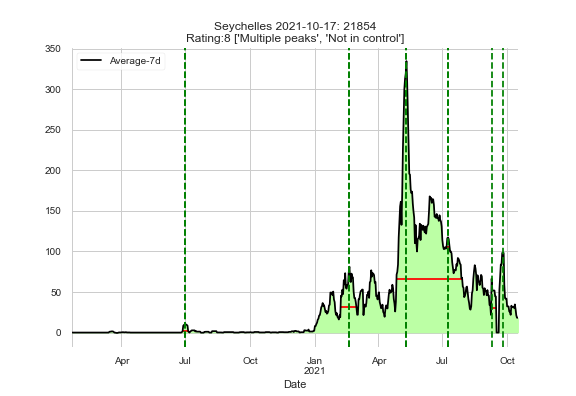 Seychelles 2021-10-17: 21854
Rating:8 ['Multiple peaks', 'Not in control']
350
Average-7d
300
250
200
150
100
50
0
Apr
Jul
Oct
Jan
2021
Apr
Jul
Oct
Date